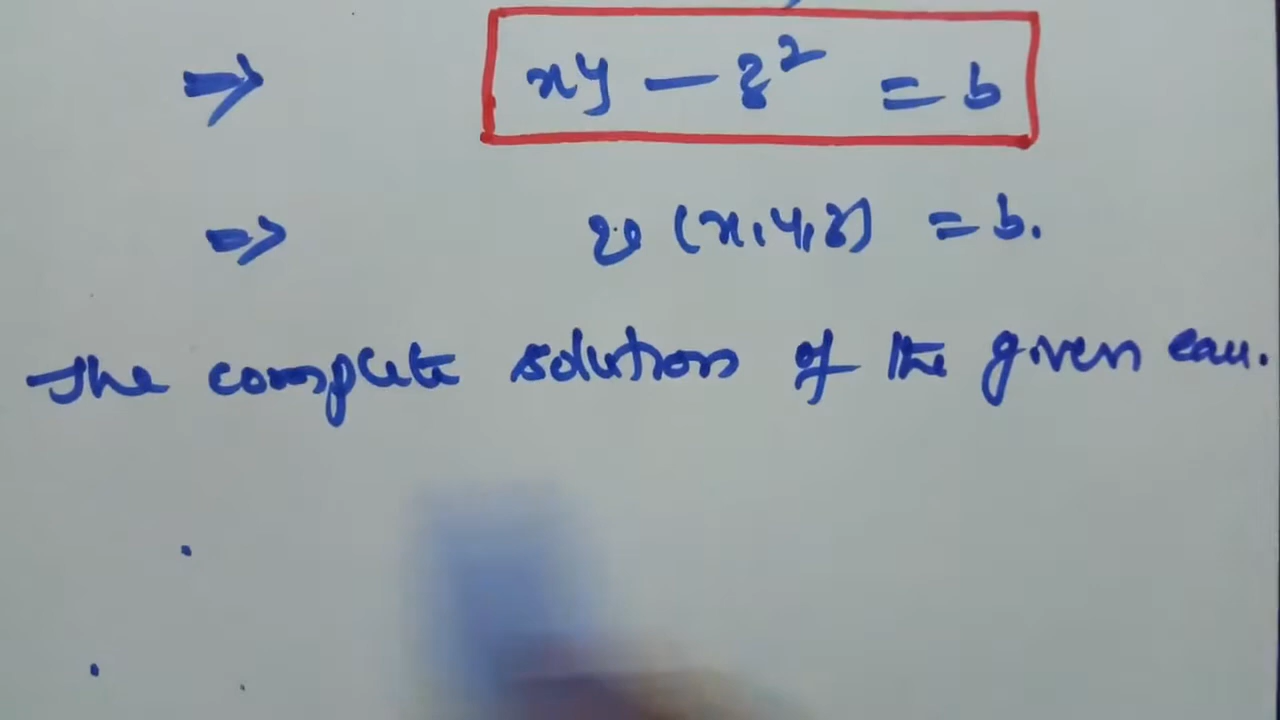 ⇒ xy - z² = b
⇒ v (x, y, z) = b.
The complete solution of the given eqn.